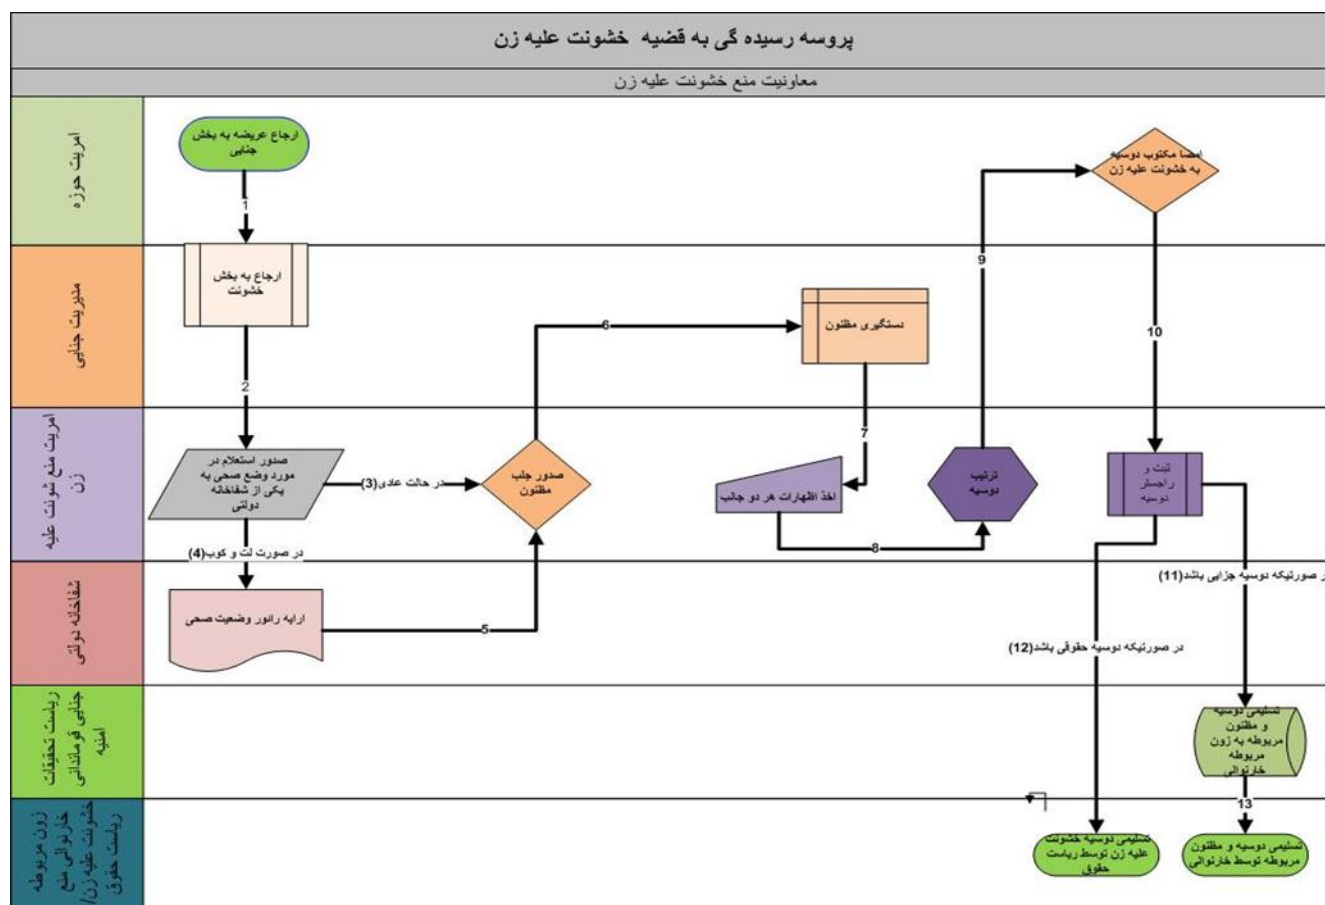 پروسه رسیده گی به قضیه خشونت علیه زن
معاونیت منع خشونت علیه زن
امریت حوزه
ارجاع عریضه به بخش
جنایی
1
امضا مکتوب دوسیه
به خشونت علیه زن
مدیریت جنایی
ارجاع به بخش
خشونت
2
6
دستگیری مظنون
9
10
7
امریت منع شونت علیه
زن
صدور استعلام در
مورد وضع صحی به
یکی از شفاخانه
دولتی
در حالت عادی(3)
صدور جلب
مظنون
اخذ اظهارات هر دو جانب
8
ترتیب
دوسیه
ثبت و
راجستر
دوسیه
در صورت لت و کوب(4)
شفاخانه دولتی
ارایه راپور وضعیت صحی
5
ر صورتیکه دوسیه جزایی باشد(11)
در صورتیکه دوسیه حقوقی باشد(12)
ریاست تحقیقات
جنایی قوماندانی
امنیه
تسلیمی دوسیه
و مظنون
مربوطه به زون
مربوطه
خارنوالی
13
زون مربوطه
خارنوالی منع
خشونت علیه زن/
ریاست حقوق
تسلیمی دوسیه خشونت
علیه زن توسط ریاست
حقوق
تسلیمی دوسیه و مظنون
مربوطه توسط خارنوالی